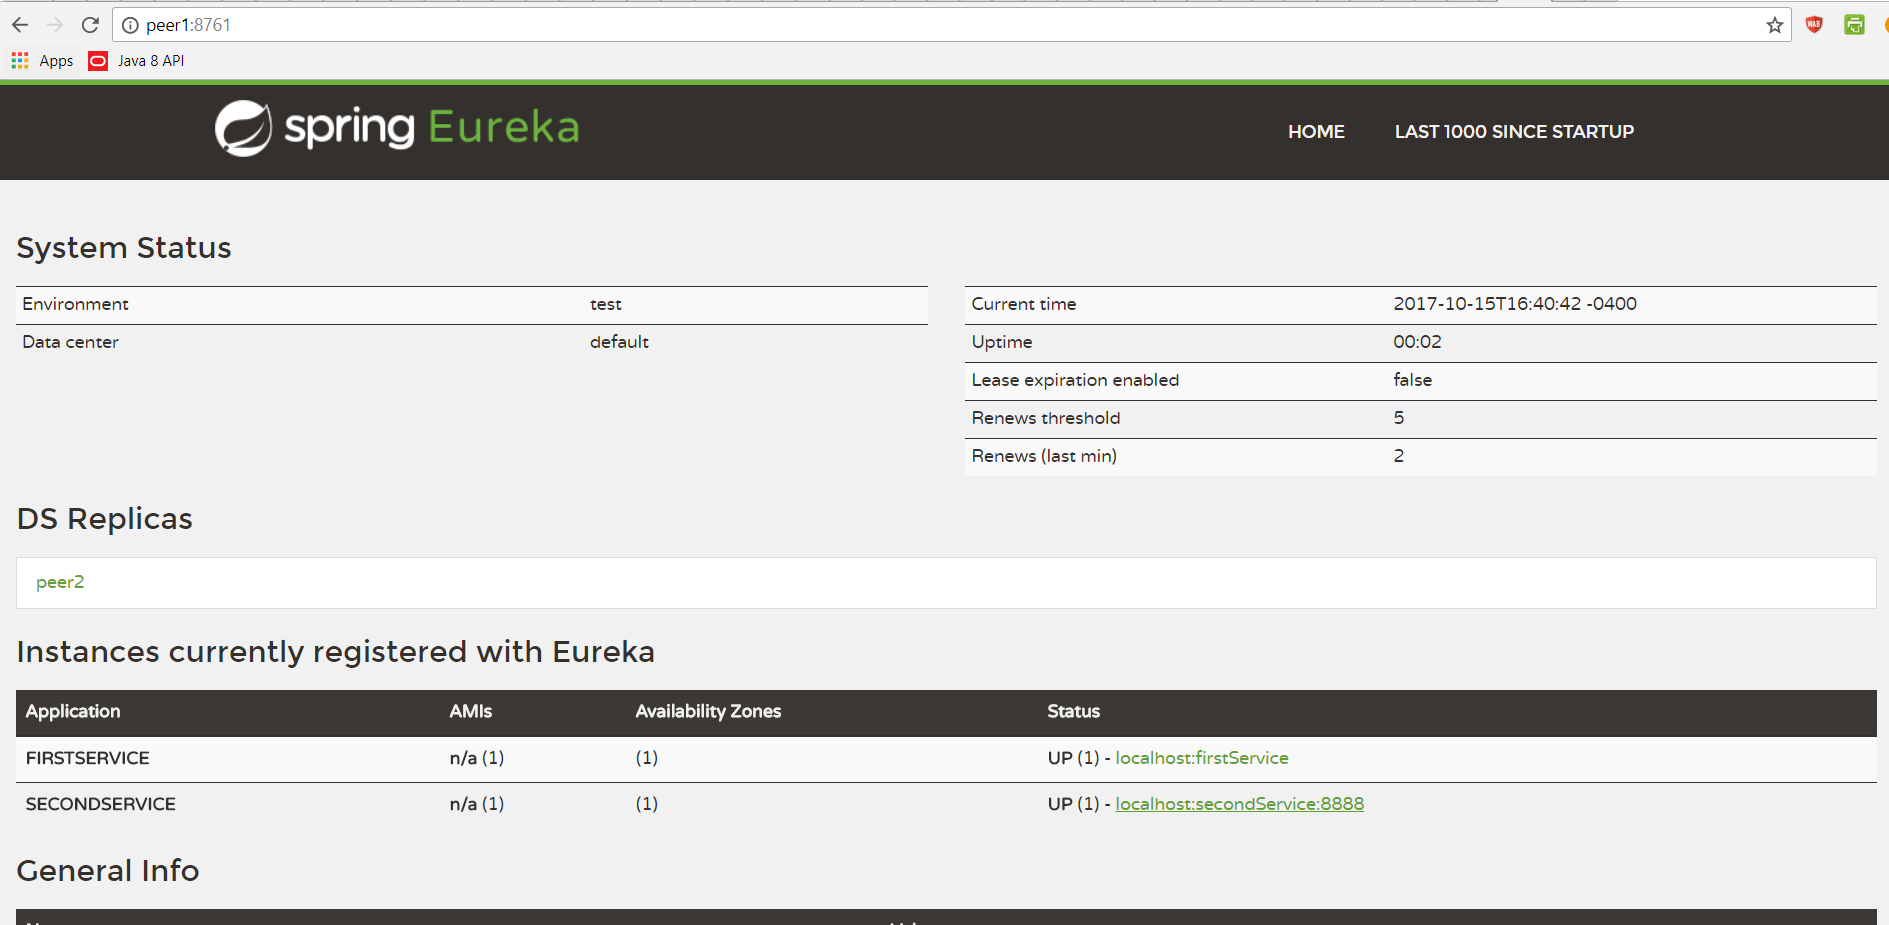 peer1:8761
Apps Java 8 API
spring Eureka HOME LAST 1000 SINCE STARTUP
System Status
Environment test
Data center default
Current time 2017-10-15T16:40:42 -0400
Uptime 00:02
Lease expiration enabled false
Renews threshold 5
Renews (last min) 2
DS Replicas
peer2
Instances currently registered with Eureka
Application AMIs Availability Zones Status
FIRSTSERVICE n/a (1) (1) UP (1) - localhost:firstService
SECONDSERVICE n/a (1) (1) UP (1) - localhost:secondService:8888
General Info